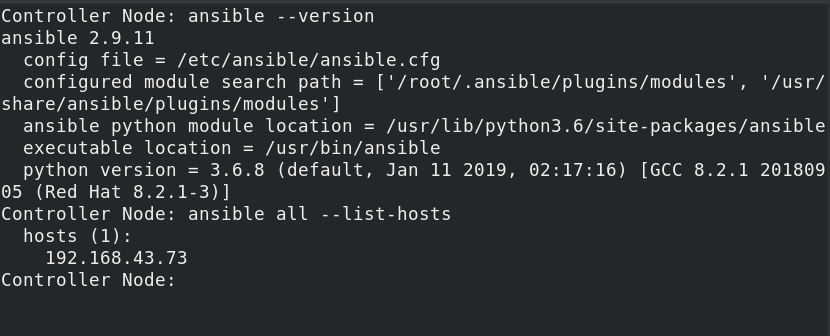 Controller Node: ansible --version
ansible 2.9.11
  config file = /etc/ansible/ansible.cfg
  configured module search path = ['/root/.ansible/plugins/modules', '/usr/
share/ansible/plugins/modules']
  ansible python module location = /usr/lib/python3.6/site-packages/ansible
  executable location = /usr/bin/ansible
  python version = 3.6.8 (default, Jan 11 2019, 02:17:16) [GCC 8.2.1 201809
05 (Red Hat 8.2.1-3)]
Controller Node: ansible all --list-hosts
  hosts (1):
    192.168.43.73
Controller Node: